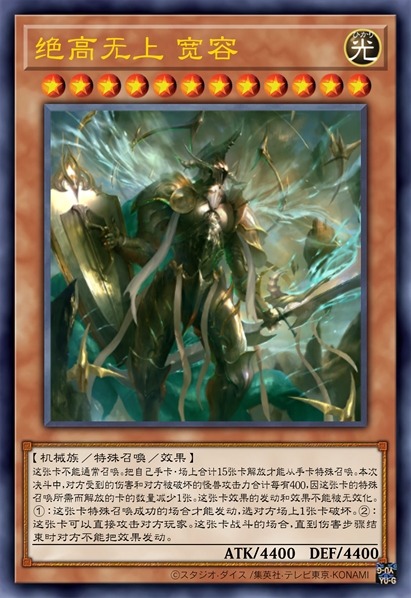 绝高无上 宽容
ひかり
光
【机械族／特殊召唤／效果】
这张卡不能通常召唤。把自己手卡·场上合计15张卡解放才能从手卡特殊召唤。本次
决斗中，对方受到的伤害和对方被破坏的怪兽攻击力合计每有400，因这张卡的特殊
召唤所需而解放的卡的数量减少1张。这张卡效果的发动和效果不能被无效化。
①：这张卡特殊召唤成功的场合才能发动，选对方场上1张卡破坏。②：
这张卡可以直接攻击对方玩家。这张卡战斗的场合，直到伤害步骤结
束时对方不能把效果发动。
ATK/4400 DEF/4400
©スタジオ·ダイス /集英社·テレビ東京·KONAMI